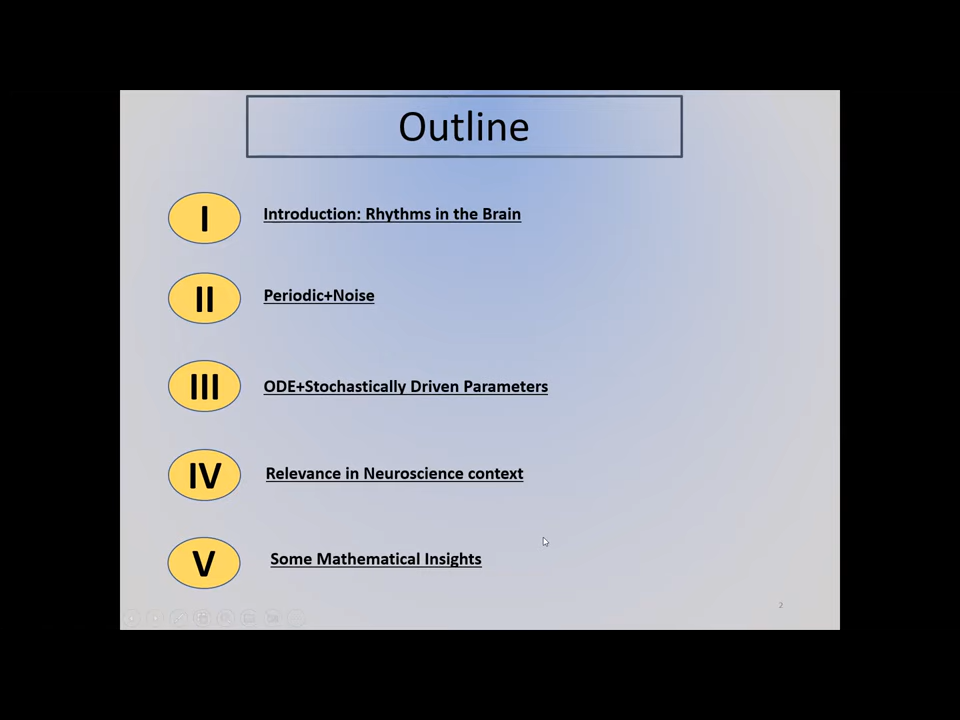 Outline
I
Introduction: Rhythms in the Brain
II
Periodic+Noise
III
ODE+Stochastically Driven Parameters
IV
Relevance in Neuroscience context
V
Some Mathematical Insights
2